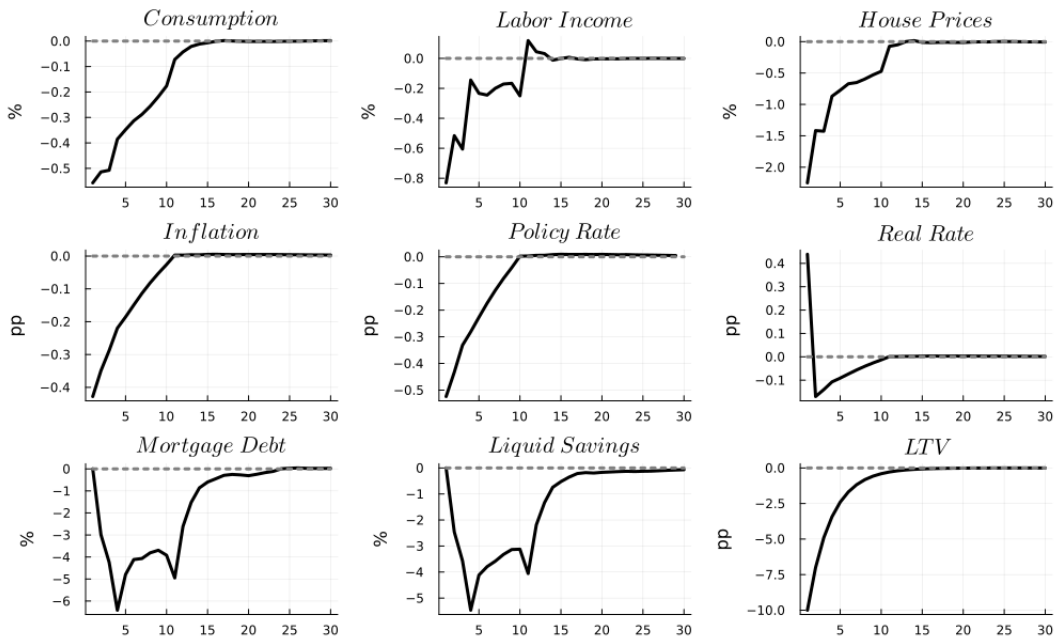 Consumption
Labor Income
House Prices
0.0
−0.1
−0.2
−0.3
−0.4
−0.5
%
5 10 15 20 25 30
0.0
−0.2
−0.4
−0.6
−0.8
%
5 10 15 20 25 30
0.0
−0.5
−1.0
−1.5
−2.0
%
5 10 15 20 25 30
Inflation
Policy Rate
Real Rate
0.0
−0.1
−0.2
−0.3
−0.4
pp
5 10 15 20 25 30
0.0
−0.1
−0.2
−0.3
−0.4
−0.5
pp
5 10 15 20 25 30
0.4
0.3
0.2
0.1
0.0
−0.1
pp
5 10 15 20 25 30
Mortgage Debt
Liquid Savings
LTV
0
−1
−2
−3
−4
−5
−6
%
5 10 15 20 25 30
0
−1
−2
−3
−4
−5
%
5 10 15 20 25 30
0.0
−2.5
−5.0
−7.5
−10.0
pp
5 10 15 20 25 30